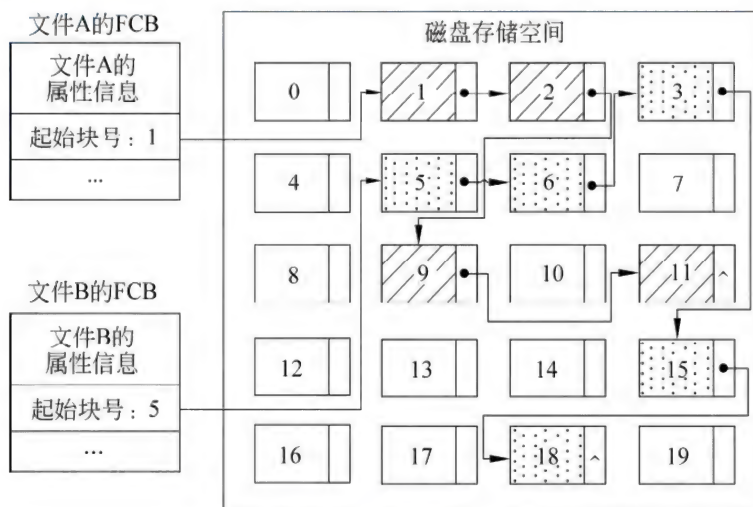 文件A的FCB
文件A的
属性信息
起始块号：1
…
文件B的FCB
文件B的
属性信息
起始块号：5
…
磁盘存储空间
0 1 2 3
4 5 6 7
8 9 10 11 ^
12 13 14 15
16 17 18 ^ 19